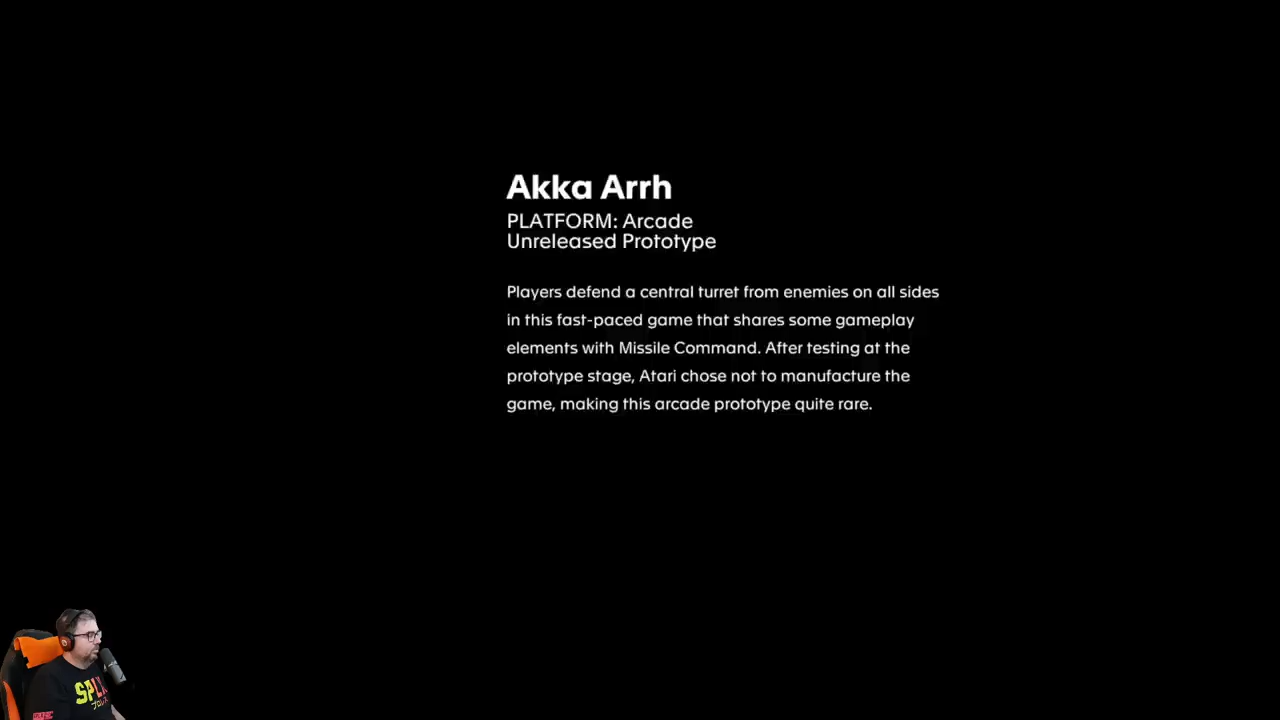 Akka Arrh
PLATFORM: Arcade
Unreleased Prototype
Players defend a central turret from enemies on all sides
in this fast-paced game that shares some gameplay
elements with Missile Command. After testing at the
prototype stage, Atari chose not to manufacture the
game, making this arcade prototype quite rare.